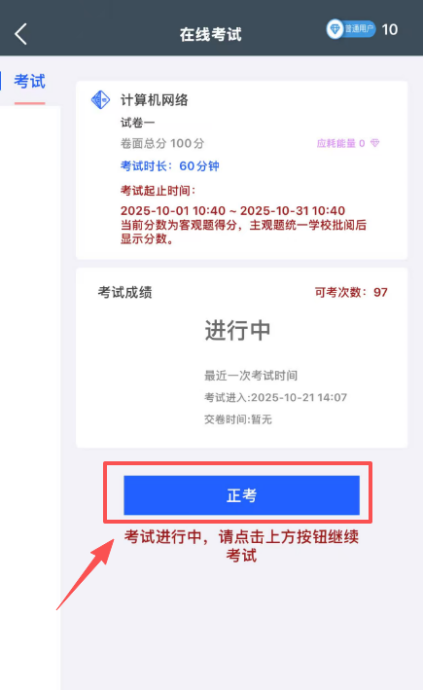 在线考试
普通用户
10
考试
计算机网络
试卷一
卷面总分 100分
应耗能量 0
考试时长：60分钟
考试起止时间：
2025-10-01 10:40 ~ 2025-10-31 10:40
当前分数为客观题得分，主观题统一学校批阅后
显示分数。
考试成绩
可考次数：97
进行中
最近一次考试时间
考试进入:2025-10-21 14:07
交卷时间:暂无
正考
考试进行中，请点击上方按钮继续
考试